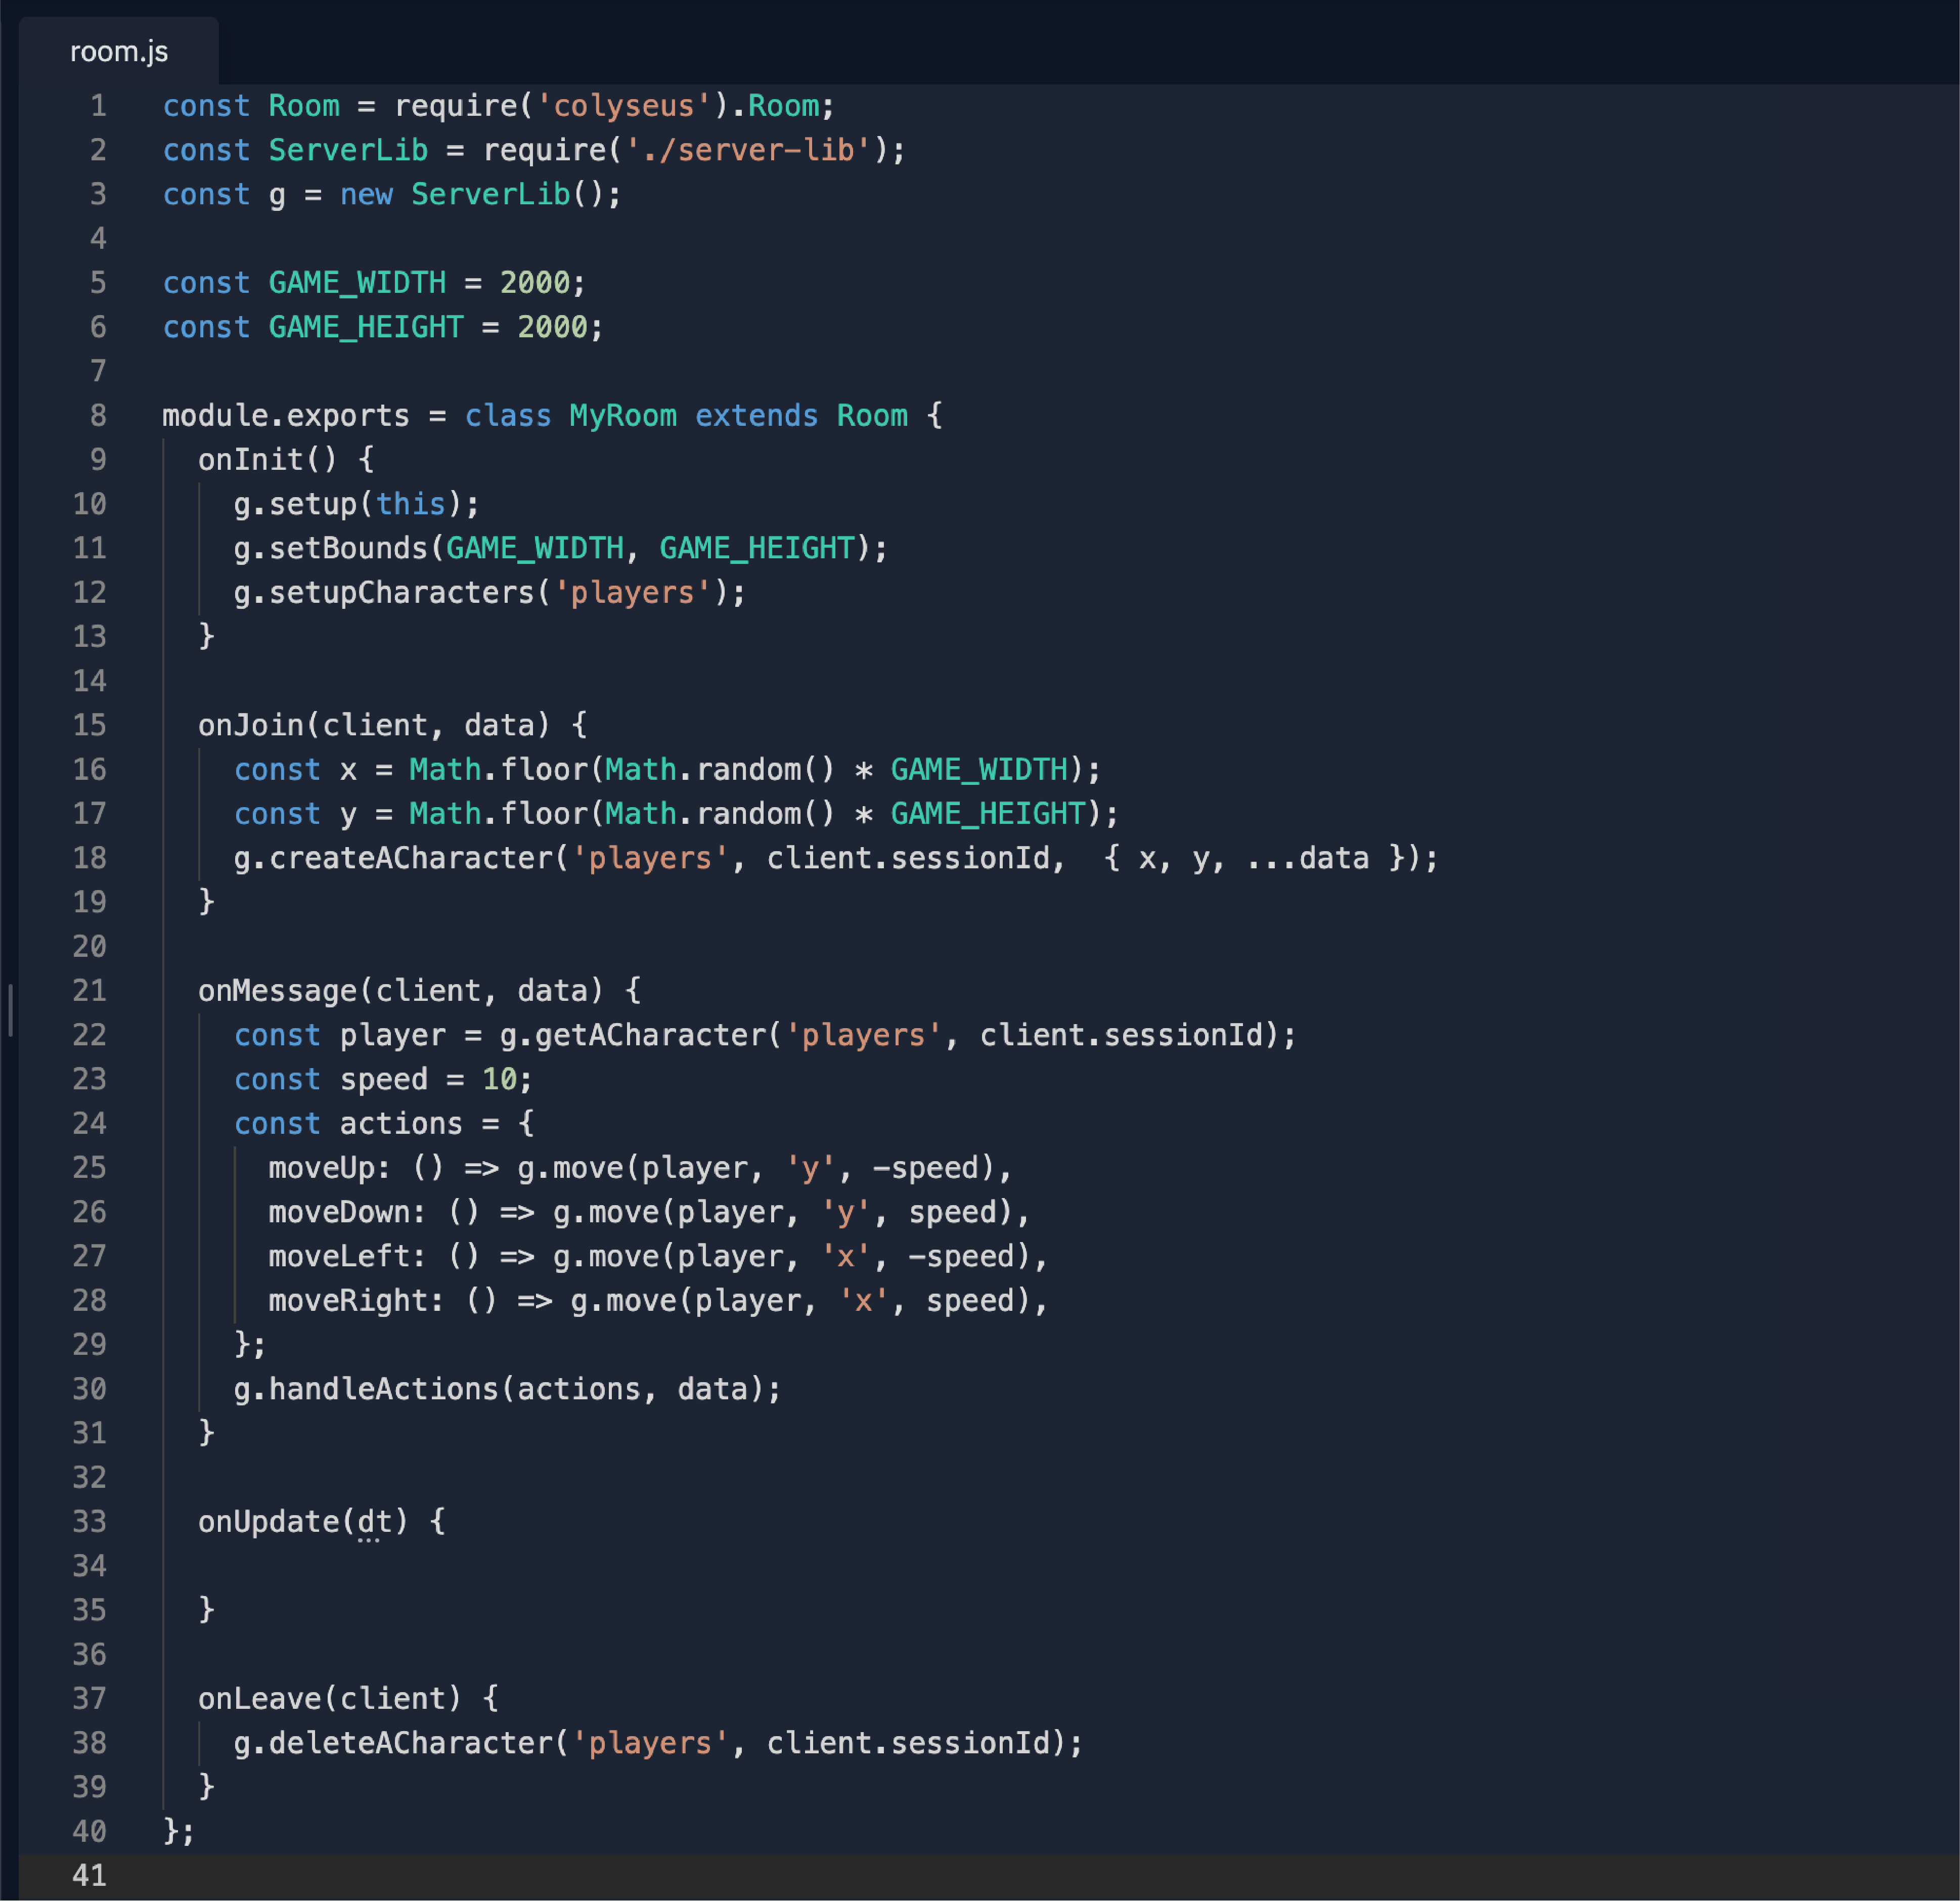 room.js
1 const Room = require('colyseus').Room;
2 const ServerLib = require('./server-lib');
3 const g = new ServerLib();
4
5 const GAME_WIDTH = 2000;
6 const GAME_HEIGHT = 2000;
7
8 module.exports = class MyRoom extends Room {
9   onInit() {
10     g.setup(this);
11     g.setBounds(GAME_WIDTH, GAME_HEIGHT);
12     g.setupCharacters('players');
13   }
14
15   onJoin(client, data) {
16     const x = Math.floor(Math.random() * GAME_WIDTH);
17     const y = Math.floor(Math.random() * GAME_HEIGHT);
18     g.createACharacter('players', client.sessionId,  { x, y, ...data });
19   }
20
21   onMessage(client, data) {
22     const player = g.getACharacter('players', client.sessionId);
23     const speed = 10;
24     const actions = {
25       moveUp: () => g.move(player, 'y', -speed),
26       moveDown: () => g.move(player, 'y', speed),
27       moveLeft: () => g.move(player, 'x', -speed),
28       moveRight: () => g.move(player, 'x', speed),
29     };
30     g.handleActions(actions, data);
31   }
32
33   onUpdate(dt) {
34
35   }
36
37   onLeave(client) {
38     g.deleteACharacter('players', client.sessionId);
39   }
40 };
41